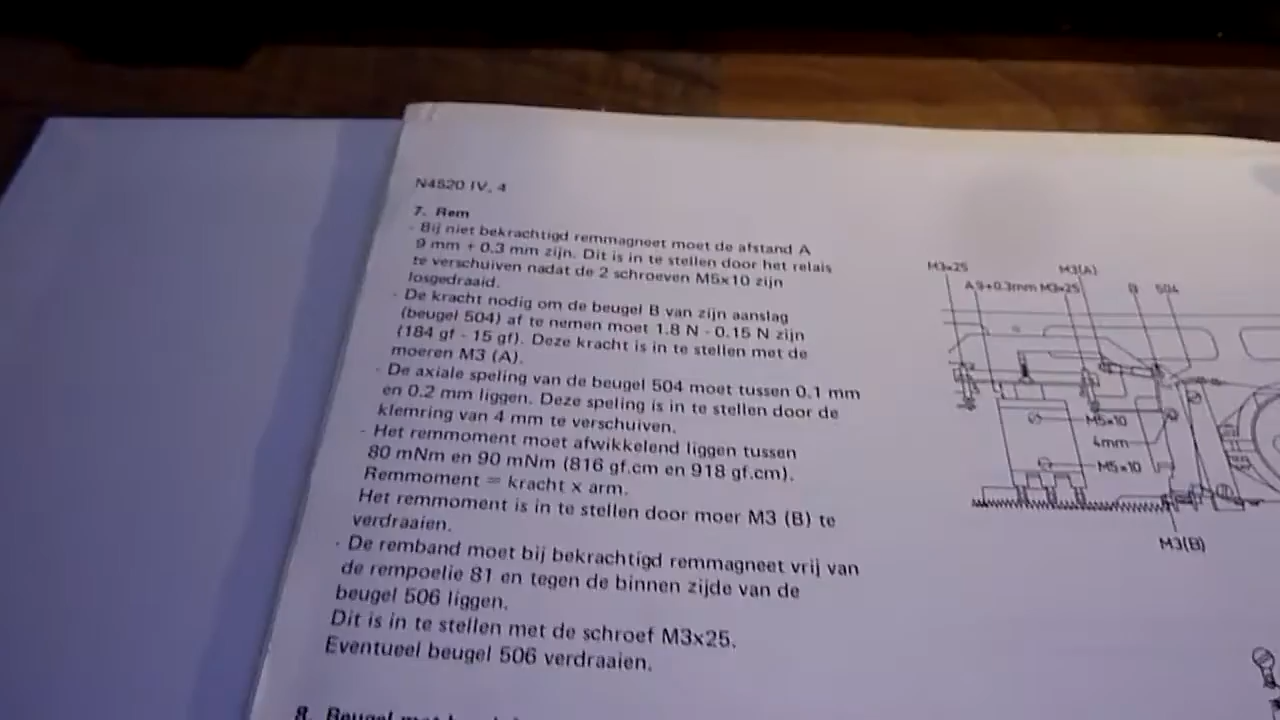 N4520 IV, 4
7. Rem
- Bij niet bekrachtigd remmagneet moet de afstand A
9 mm + 0.3 mm zijn. Dit is in te stellen door het relais
te verschuiven nadat de 2 schroeven M5x10 zijn
losgedraaid.
- De kracht nodig om de beugel B van zijn aanslag
(beugel 504) af te nemen moet 1.8 N - 0.15 N zijn
(184 gf - 15 gf). Deze kracht is in te stellen met de
moeren M3 (A).
- De axiale speling van de beugel 504 moet tussen 0.1 mm
en 0.2 mm liggen. Deze speling is in te stellen door de
klemring van 4 mm te verschuiven.
- Het remmoment moet afwikkelend liggen tussen
80 mNm en 90 mNm (816 gf.cm en 918 gf.cm).
Remmoment = kracht x arm.
Het remmoment is in te stellen door moer M3 (B) te
verdraaien.
- De remband moet bij bekrachtigd remmagneet vrij van
de rempoelie 81 en tegen de binnen zijde van de
beugel 506 liggen.
Dit is in te stellen met de schroef M3x25.
Eventueel beugel 506 verdraaien.
8. Beugel
M3x25
M3(A)
A 9+0.3mm M3x25
B
504
M5x10
4mm
M5x10
M3(B)